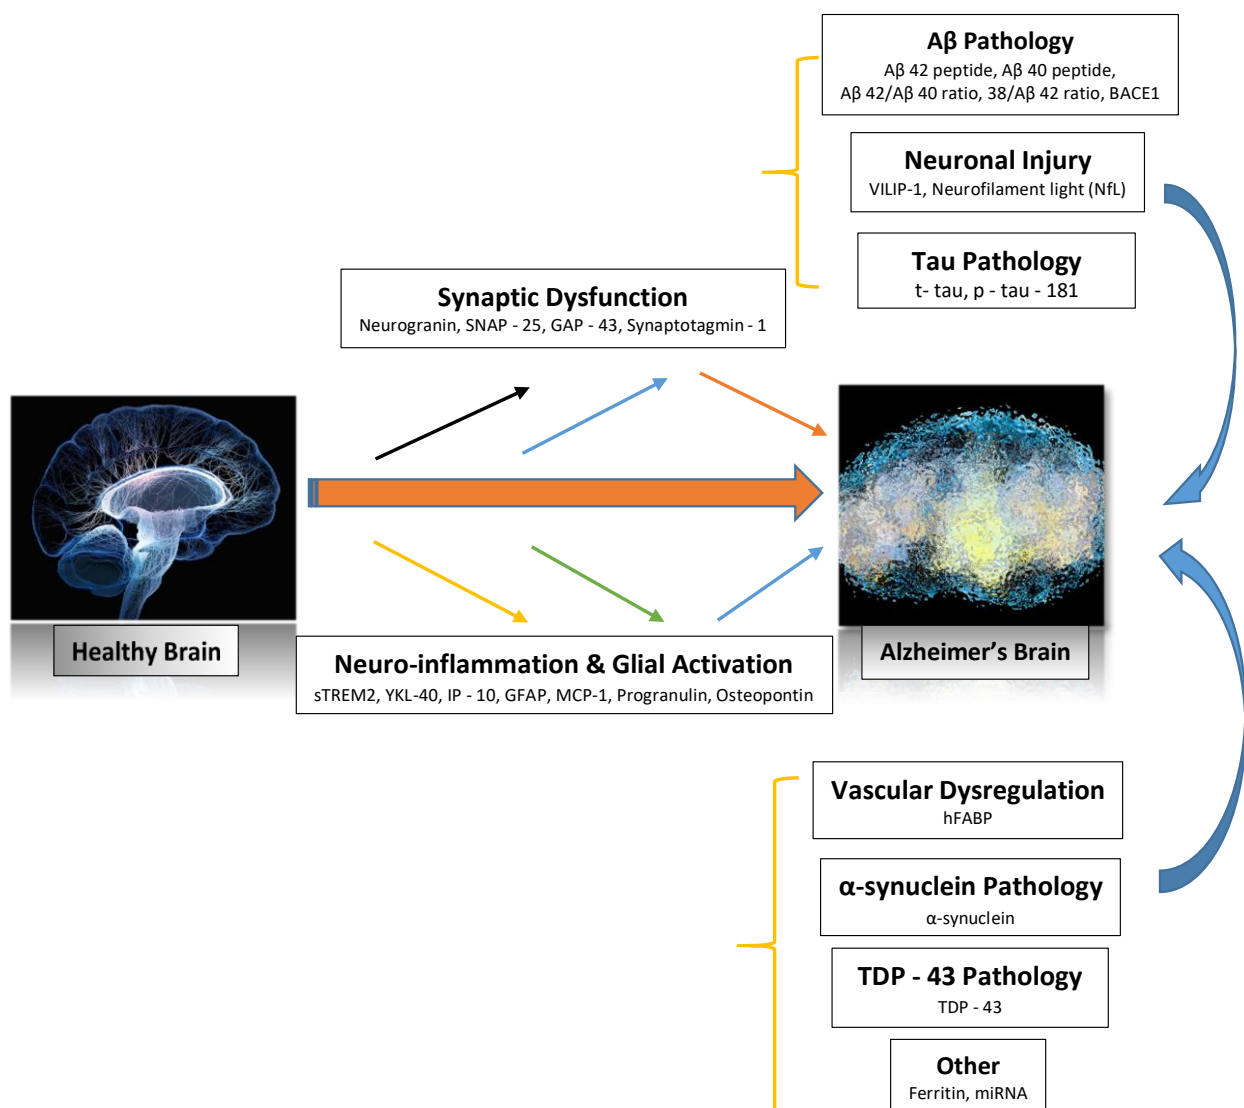 Aβ Pathology
Aβ 42 peptide, Aβ 40 peptide,
Aβ 42/Aβ 40 ratio, 38/Aβ 42 ratio, BACE1
Neuronal Injury
VILIP-1, Neurofilament light (NfL)
Tau Pathology
t- tau, p - tau - 181
Synaptic Dysfunction
Neurogranin, SNAP - 25, GAP - 43, Synaptotagmin - 1
Healthy Brain
Alzheimer’s Brain
Neuro-inflammation & Glial Activation
sTREM2, YKL-40, IP - 10, GFAP, MCP-1, Progranulin, Osteopontin
Vascular Dysregulation
hFABP
α-synuclein Pathology
α-synuclein
TDP - 43 Pathology
TDP - 43
Other
Ferritin, miRNA